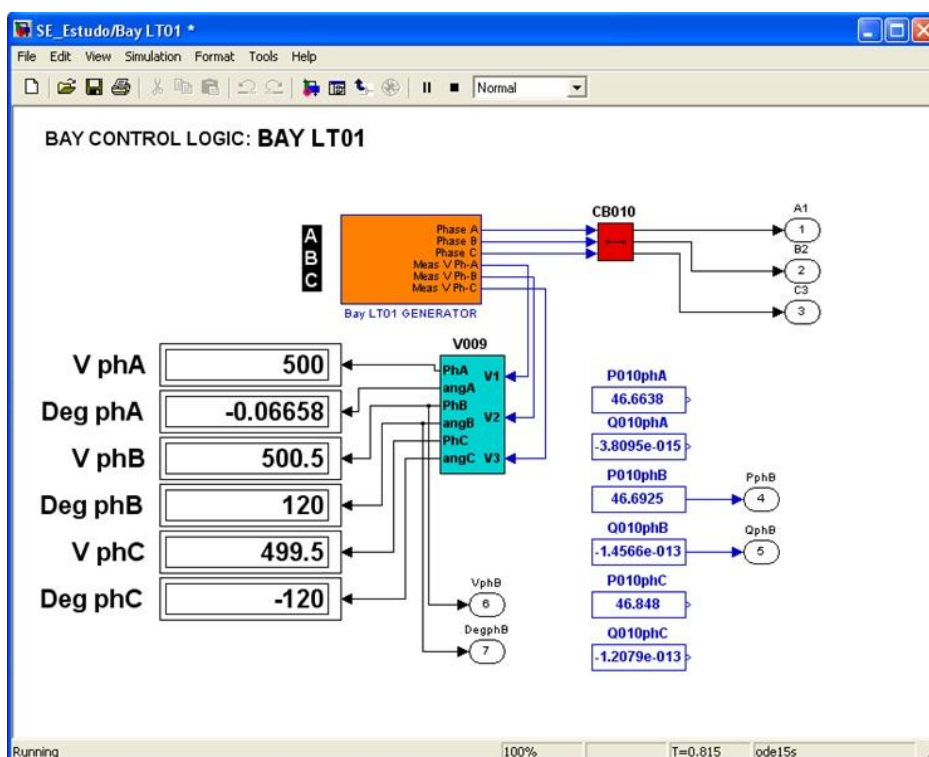 SE_Estudo/Bay LT01 *
File Edit View Simulation Format Tools Help
Normal
BAY CONTROL LOGIC: BAY LT01
A
B
C
Phase A
Phase B
Phase C
Meas V Ph-A
Meas V Ph-B
Meas V Ph-C
Bay LT01 GENERATOR
CB010
A1
1
B2
2
C3
3
V009
PhA
angA
PhB
angB
PhC
angC
V1
V2
V3
V phA 500
Deg phA -0.06658
V phB 500.5
Deg phB 120
V phC 499.5
Deg phC -120
VphB
6
DegphB
7
P010phA
46.6638
Q010phA
-3.8095e-015
P010phB
46.6925
PphB
4
Q010phB
-1.4566e-013
QphB
5
P010phC
46.848
Q010phC
-1.2079e-013
Running 100% T=0.815 ode15s